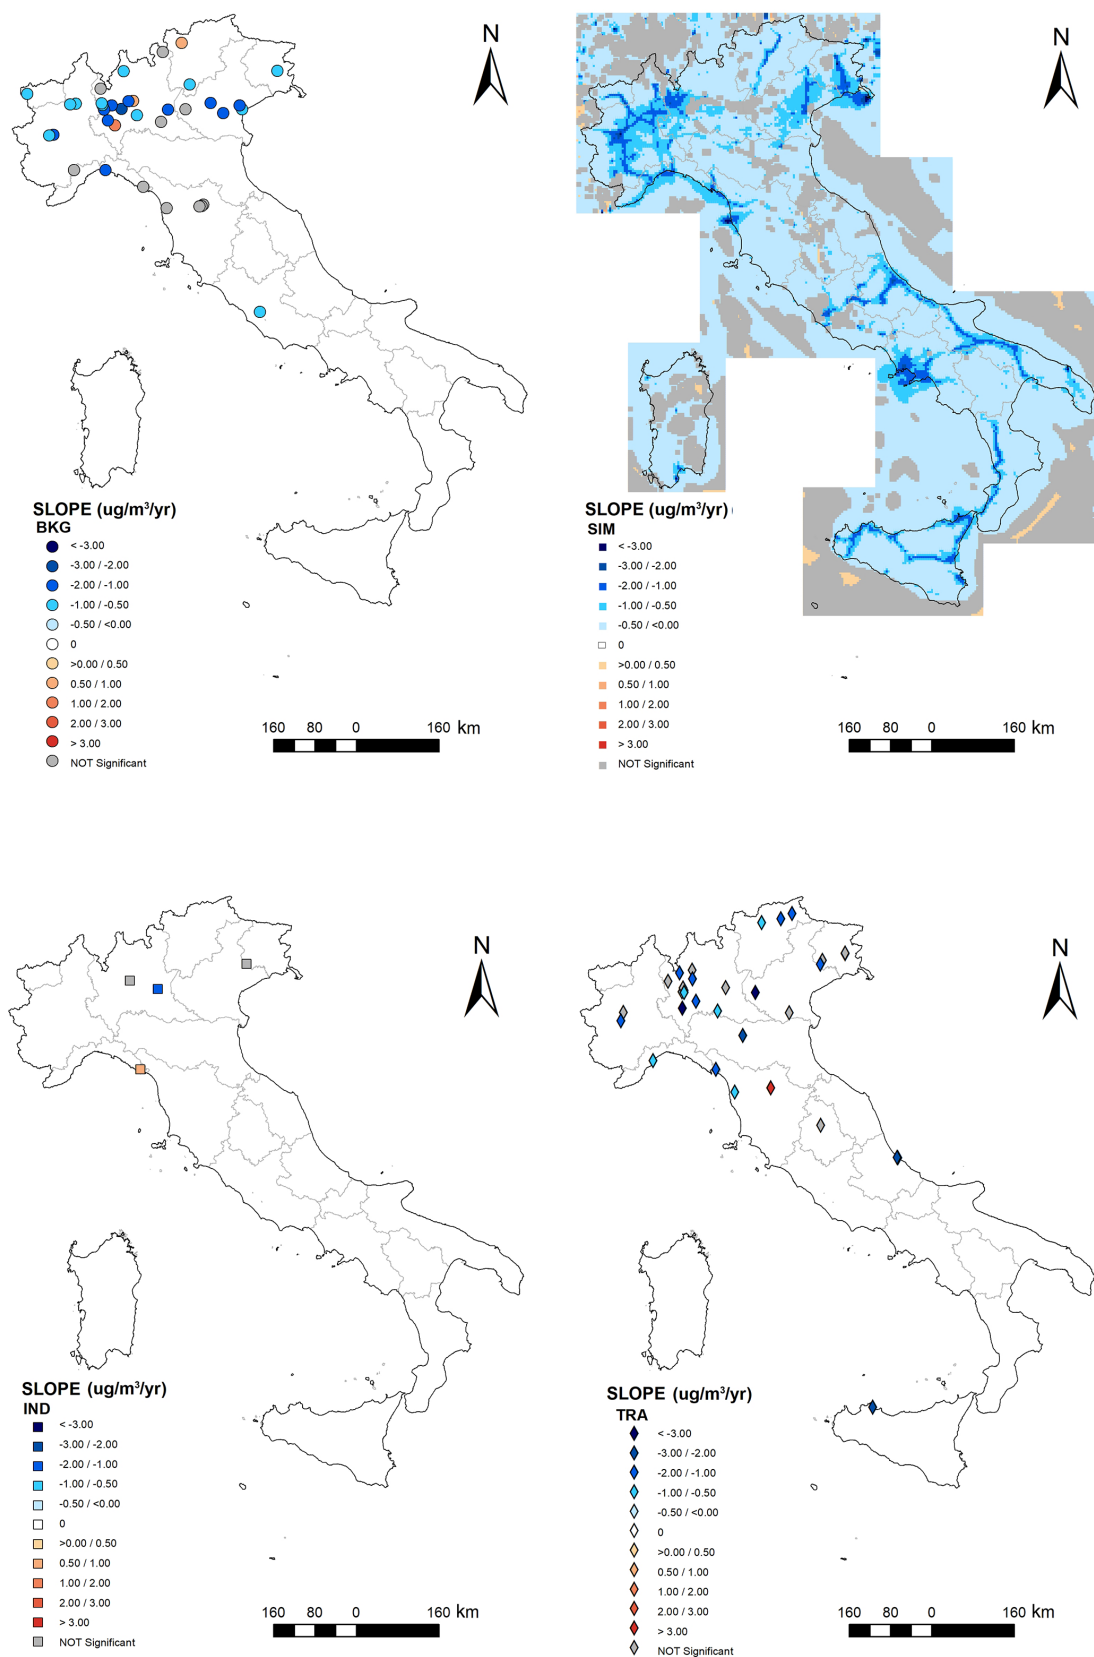 N
SLOPE (ug/m³/yr)
BKG
< -3.00
-3.00 / -2.00
-2.00 / -1.00
-1.00 / -0.50
-0.50 / <0.00
0
>0.00 / 0.50
0.50 / 1.00
1.00 / 2.00
2.00 / 3.00
> 3.00
NOT Significant
160 80 0 160 km
N
SLOPE (ug/m³/yr)
SIM
< -3.00
-3.00 / -2.00
-2.00 / -1.00
-1.00 / -0.50
-0.50 / <0.00
0
>0.00 / 0.50
0.50 / 1.00
1.00 / 2.00
2.00 / 3.00
> 3.00
NOT Significant
160 80 0 160 km
N
SLOPE (ug/m³/yr)
IND
< -3.00
-3.00 / -2.00
-2.00 / -1.00
-1.00 / -0.50
-0.50 / <0.00
0
>0.00 / 0.50
0.50 / 1.00
1.00 / 2.00
2.00 / 3.00
> 3.00
NOT Significant
160 80 0 160 km
N
SLOPE (ug/m³/yr)
TRA
< -3.00
-3.00 / -2.00
-2.00 / -1.00
-1.00 / -0.50
-0.50 / <0.00
0
>0.00 / 0.50
0.50 / 1.00
1.00 / 2.00
2.00 / 3.00
> 3.00
NOT Significant
160 80 0 160 km